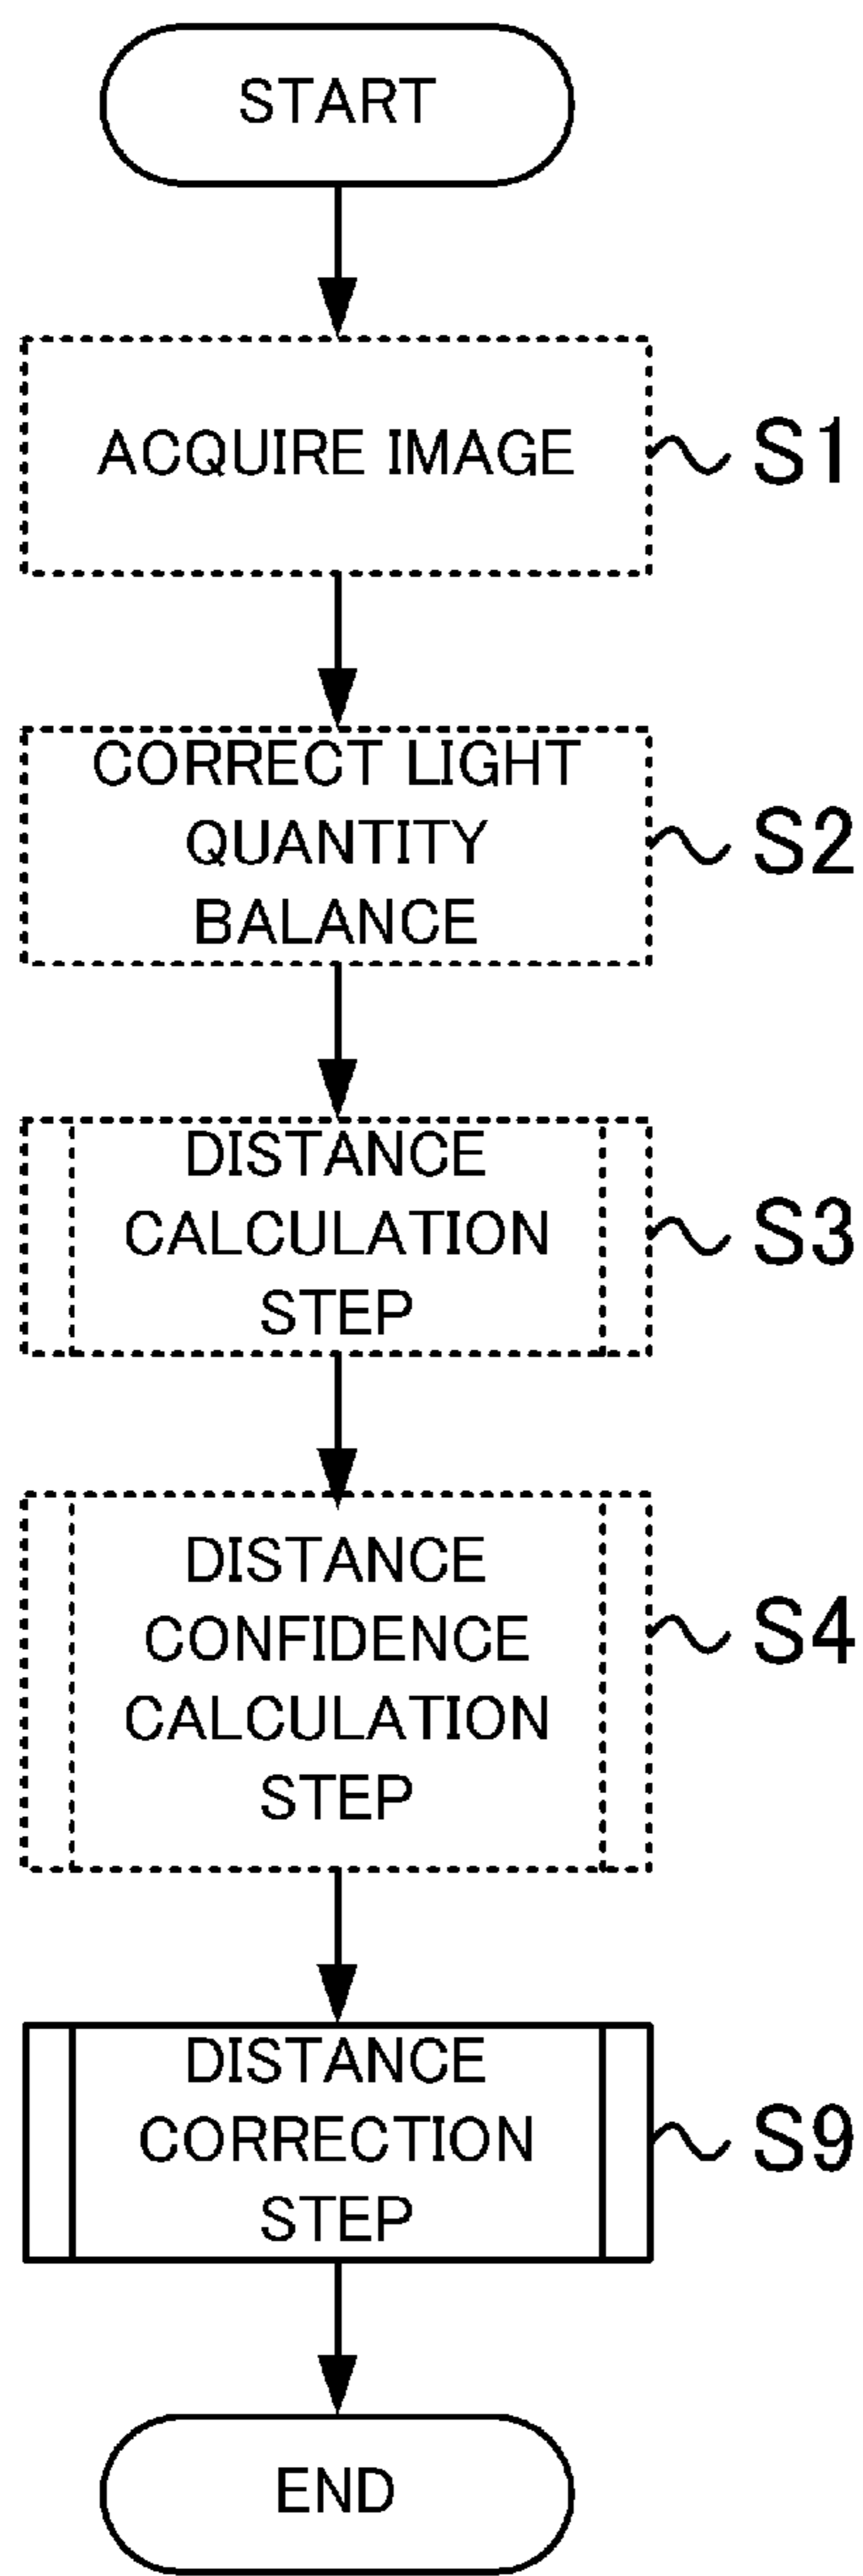 START
ACQUIRE IMAGE
S1
CORRECT LIGHT
QUANTITY
BALANCE
S2
DISTANCE
CALCULATION
STEP
S3
DISTANCE
CONFIDENCE
CALCULATION
STEP
S4
DISTANCE
CORRECTION
STEP
S9
END